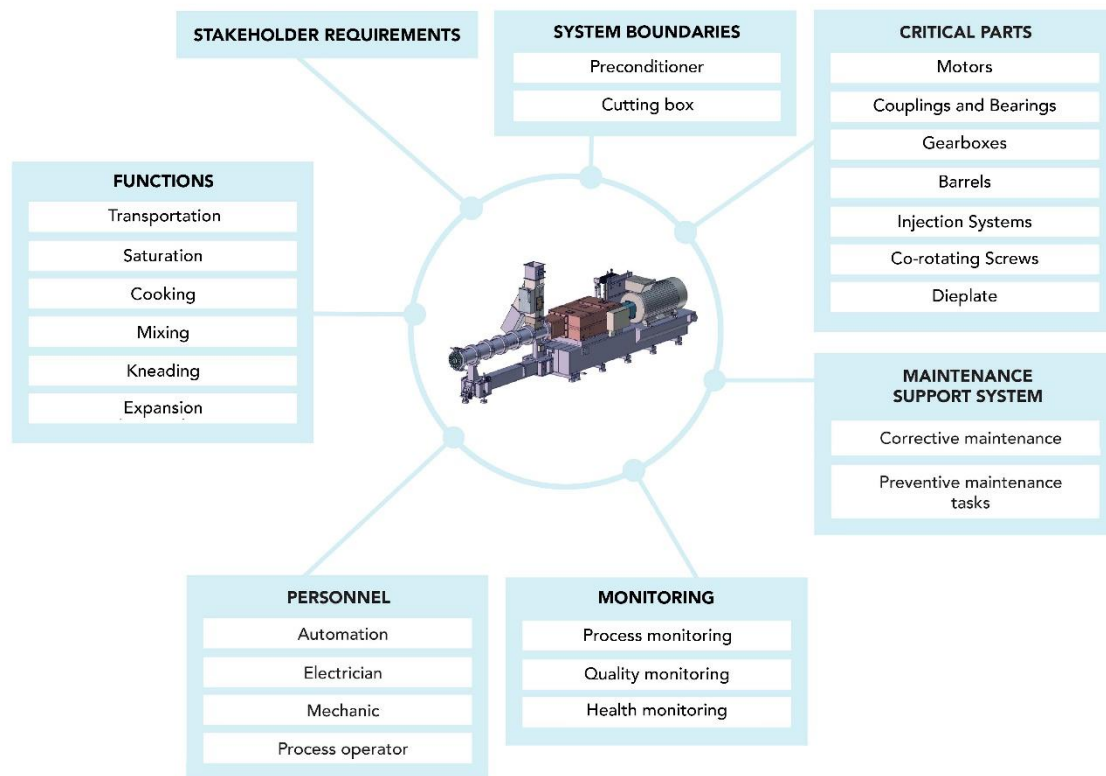 STAKEHOLDER REQUIREMENTS
SYSTEM BOUNDARIES
Preconditioner
Cutting box
CRITICAL PARTS
Motors
Couplings and Bearings
Gearboxes
Barrels
Injection Systems
Co-rotating Screws
Dieplate
FUNCTIONS
Transportation
Saturation
Cooking
Mixing
Kneading
Expansion
MAINTENANCE
SUPPORT SYSTEM
Corrective maintenance
Preventive maintenance
tasks
PERSONNEL
Automation
Electrician
Mechanic
Process operator
MONITORING
Process monitoring
Quality monitoring
Health monitoring